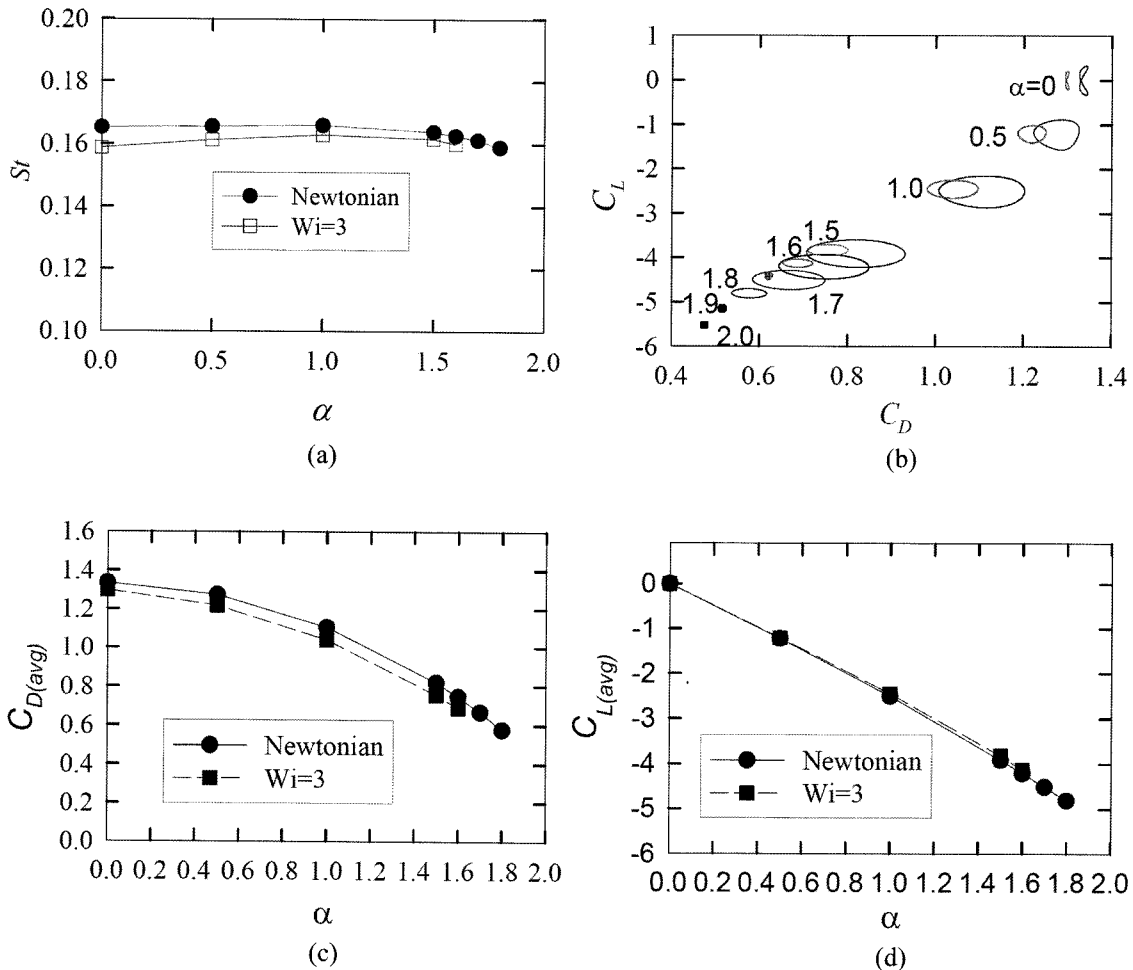 0.20
0.18
0.16
0.14
0.12
0.10
St
Newtonian
Wi=3
0.0 0.5 1.0 1.5 2.0
α
(a)
1
0
-1
-2
-3
-4
-5
-6
C_L
α=0
0.5
1.0
1.5
1.6
1.8
1.7
1.9
2.0
0.4 0.6 0.8 1.0 1.2 1.4
C_D
(b)
1.6
1.4
1.2
1.0
0.8
0.6
0.4
0.2
0.0
C_D(avg)
Newtonian
Wi=3
0.0 0.2 0.4 0.6 0.8 1.0 1.2 1.4 1.6 1.8 2.0
α
(c)
0
-1
-2
-3
-4
-5
-6
C_L(avg)
Newtonian
Wi=3
0.0 0.2 0.4 0.6 0.8 1.0 1.2 1.4 1.6 1.8 2.0
α
(d)